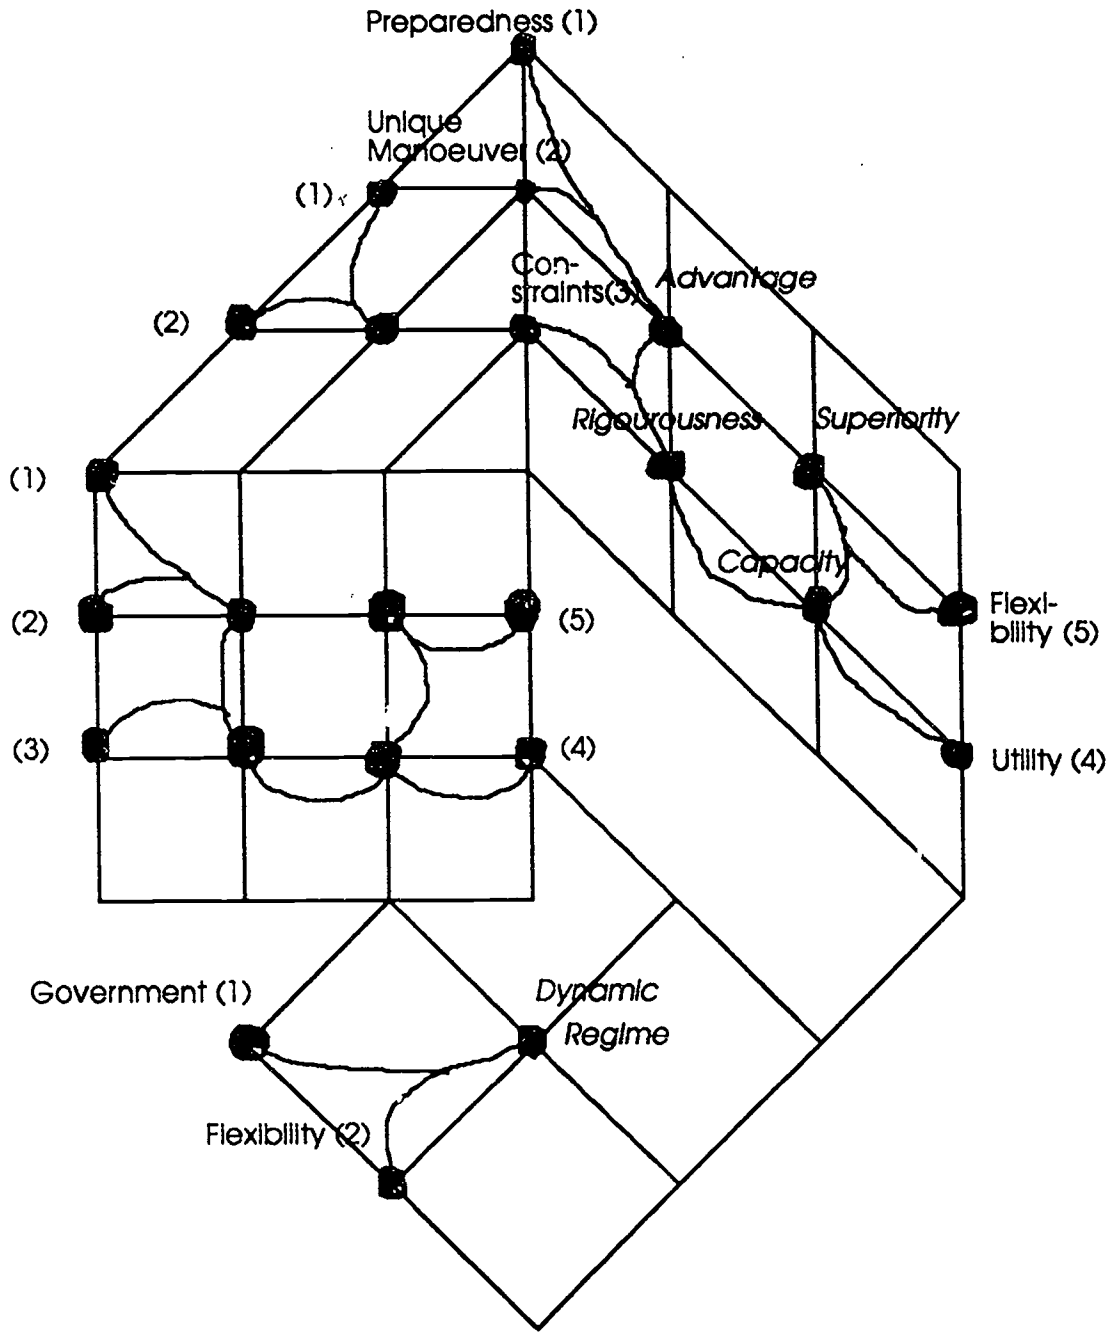 Preparedness (1)
Unique
Manoeuver (2)
(1)
Con-
straints(3)
Advantage
(2)
Rigourousness
Superiority
(1)
Capacity
(2)
(5)
Flexi-
bility (5)
(3)
(4)
Utility (4)
Government (1)
Dynamic
Regime
Flexibility (2)